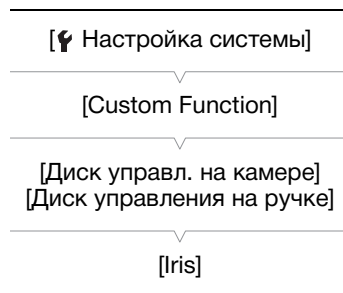 [ Настройка системы]
[Custom Function]
[Диск управл. на камере]
[Диск управления на ручке]
[Iris]